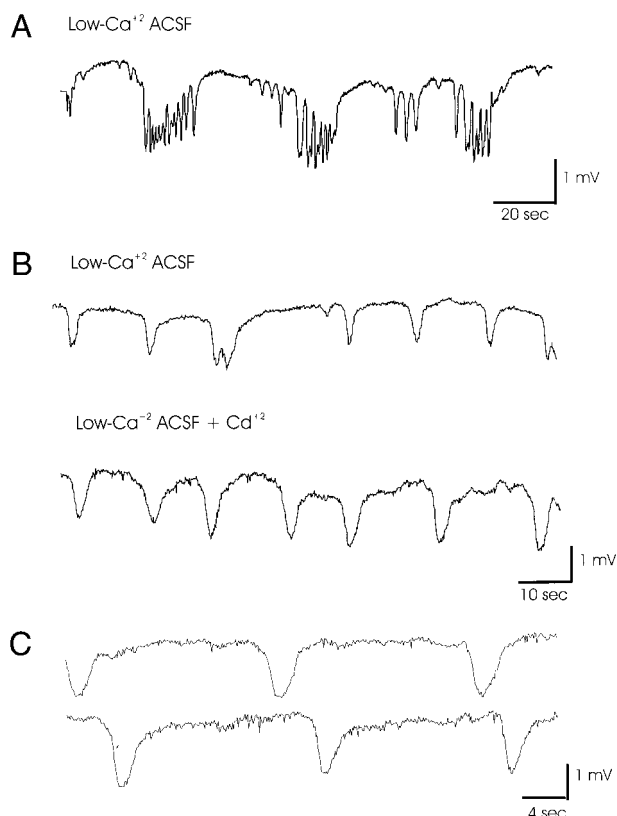 A
Low-Ca⁺² ACSF
1 mV
20 sec
B
Low-Ca⁺² ACSF
Low-Ca⁻² ACSF + Cd⁺²
1 mV
10 sec
C
1 mV
4 sec